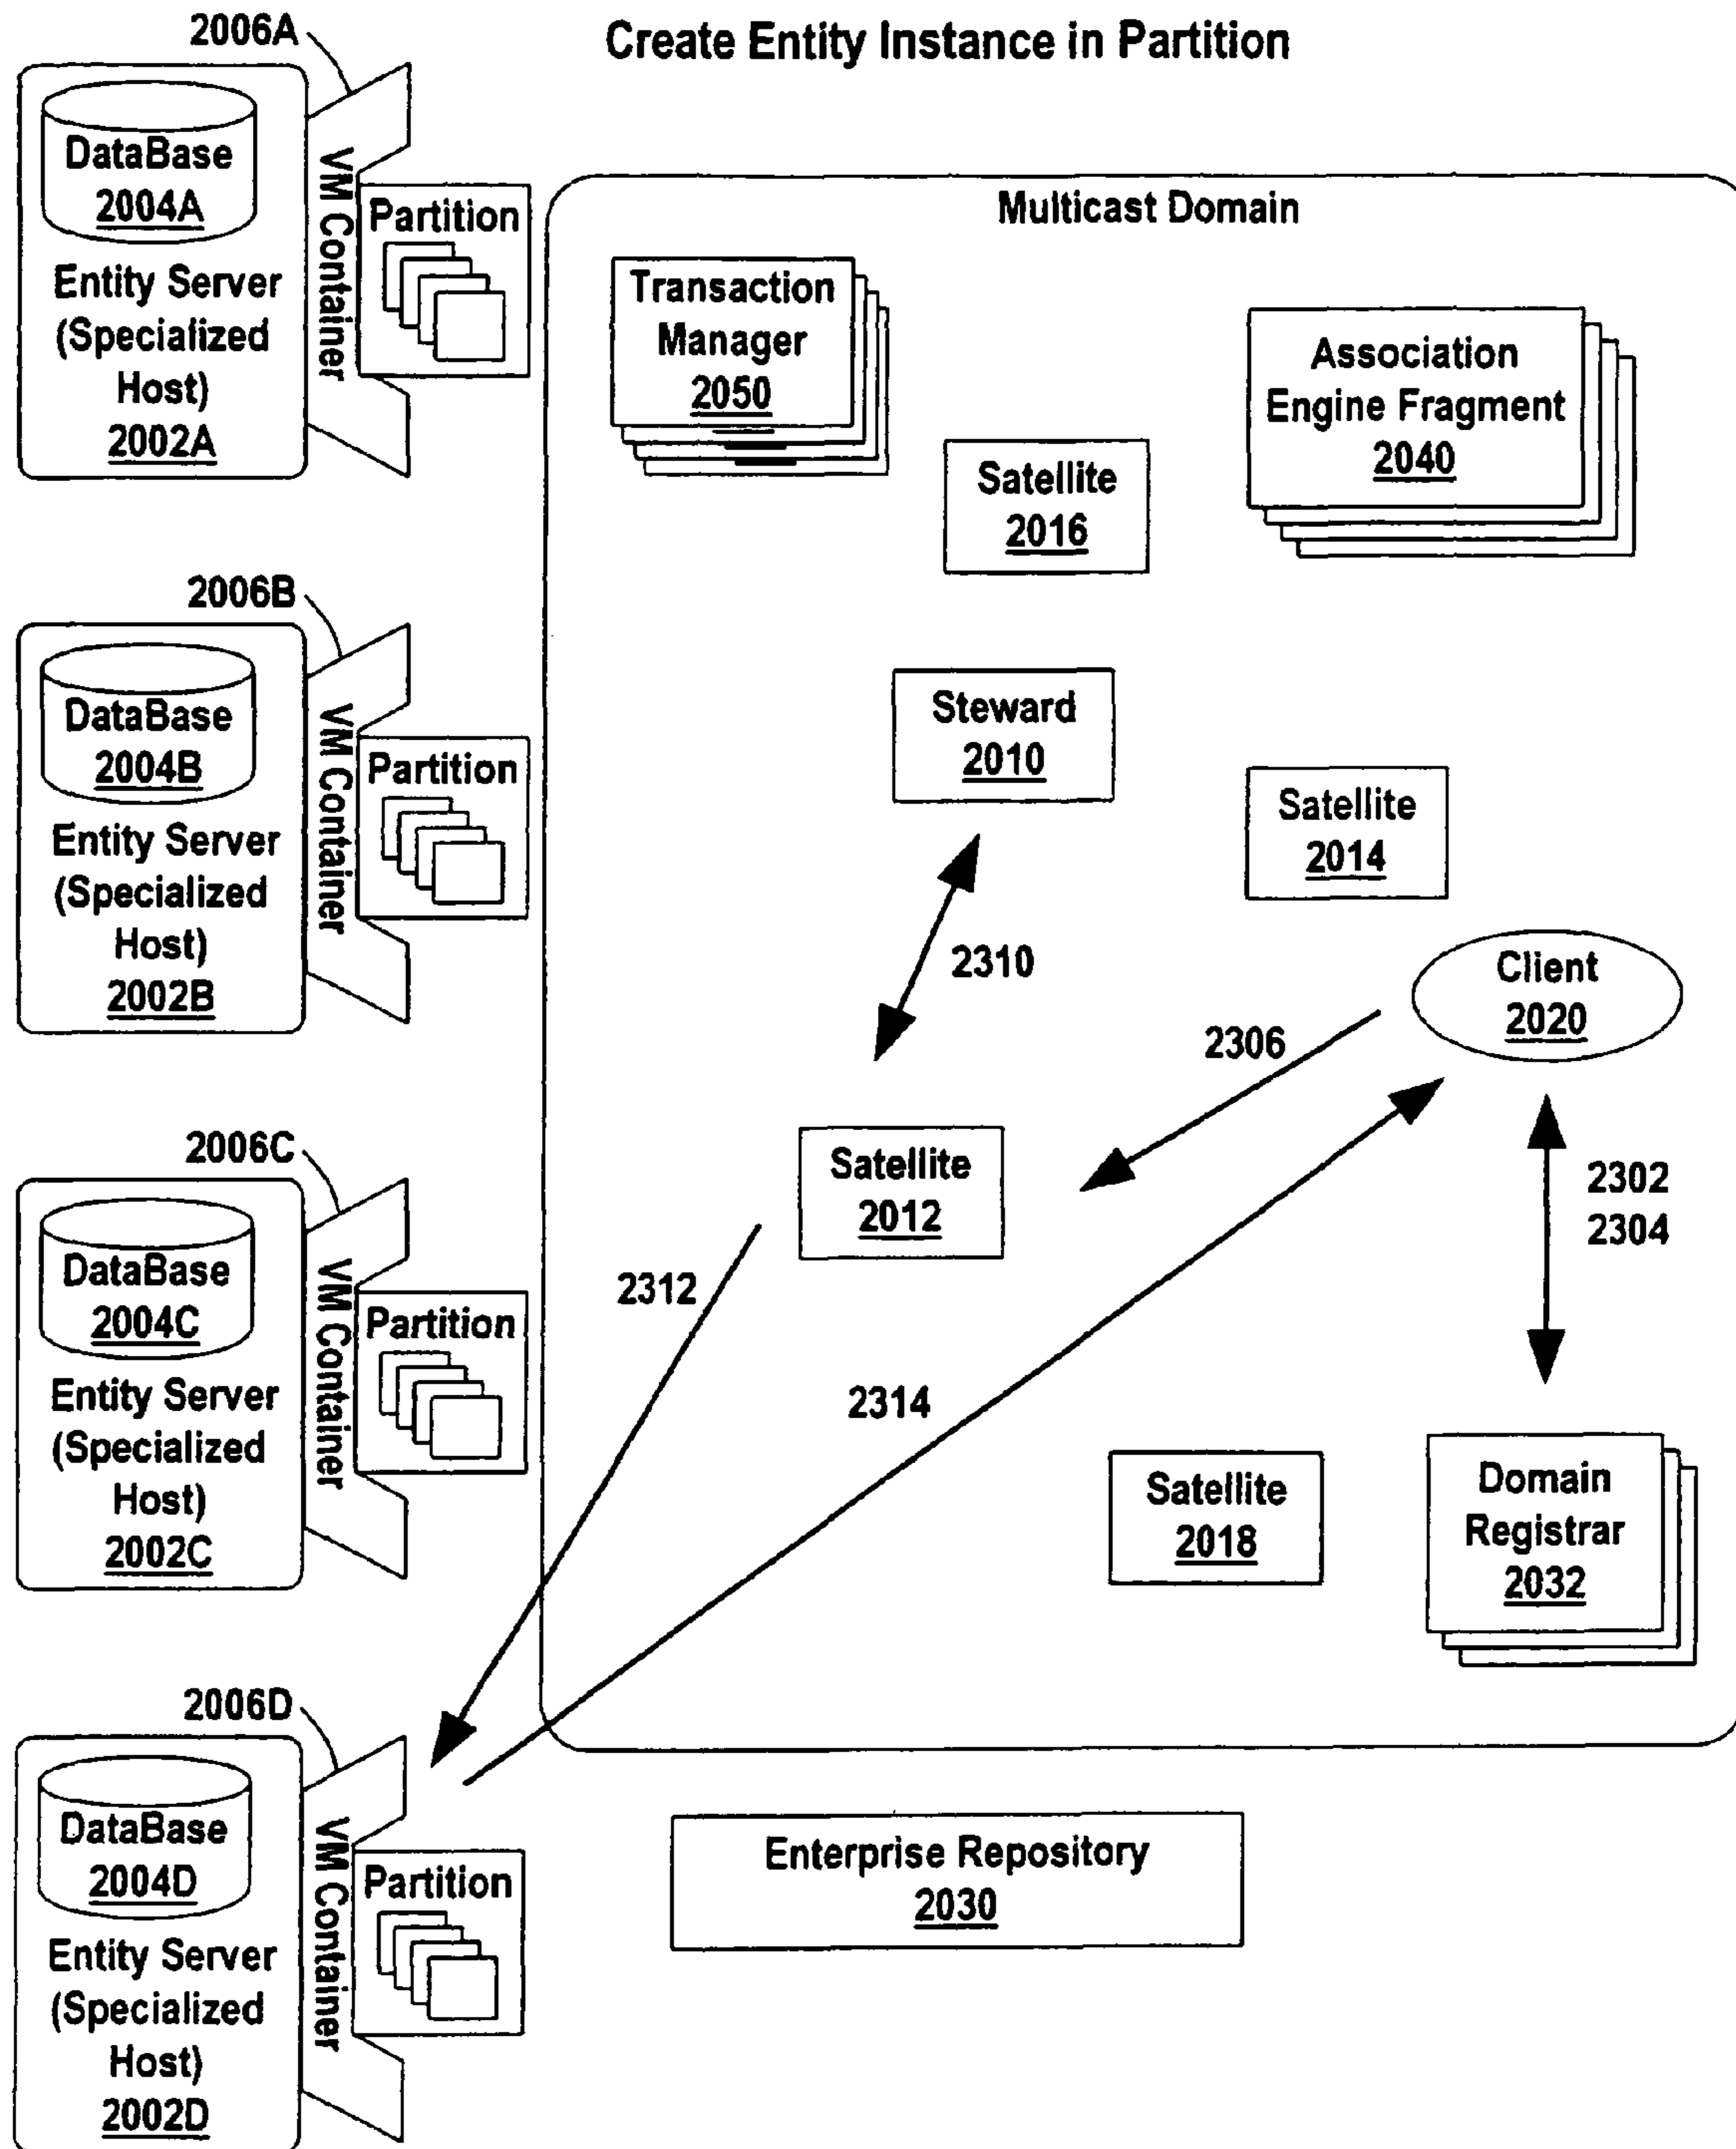 Create Entity Instance in Partition
2006A
DataBase
2004A
Entity Server
(Specialized
Host)
2002A
VM Container
Partition
2006B
DataBase
2004B
Entity Server
(Specialized
Host)
2002B
VM Container
Partition
2006C
DataBase
2004C
Entity Server
(Specialized
Host)
2002C
VM Container
Partition
2006D
DataBase
2004D
Entity Server
(Specialized
Host)
2002D
VM Container
Partition
Multicast Domain
Transaction
Manager
2050
Association
Engine Fragment
2040
Satellite
2016
Steward
2010
Satellite
2014
2310
Client
2020
2306
Satellite
2012
2302
2304
2312
2314
Satellite
2018
Domain
Registrar
2032
Enterprise Repository
2030